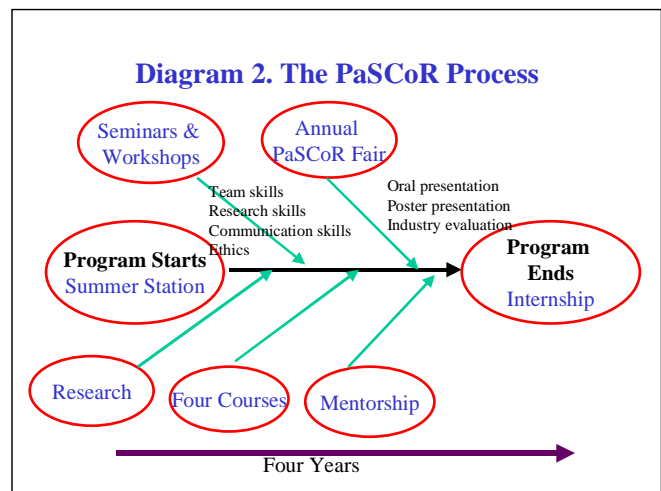 Diagram 2. The PaSCoR Process
Seminars &
Workshops
Annual
PaSCoR Fair
Team skills
Research skills
Communication skills
Ethics
Oral presentation
Poster presentation
Industry evaluation
Program Starts
Summer Station
Program
Ends
Internship
Research
Four Courses
Mentorship
Four Years